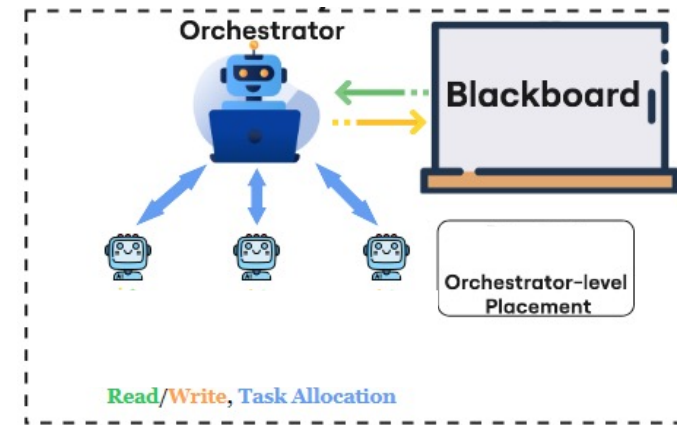 Orchestrator
Blackboard
Orchestrator-level
Placement
Read/Write, Task Allocation